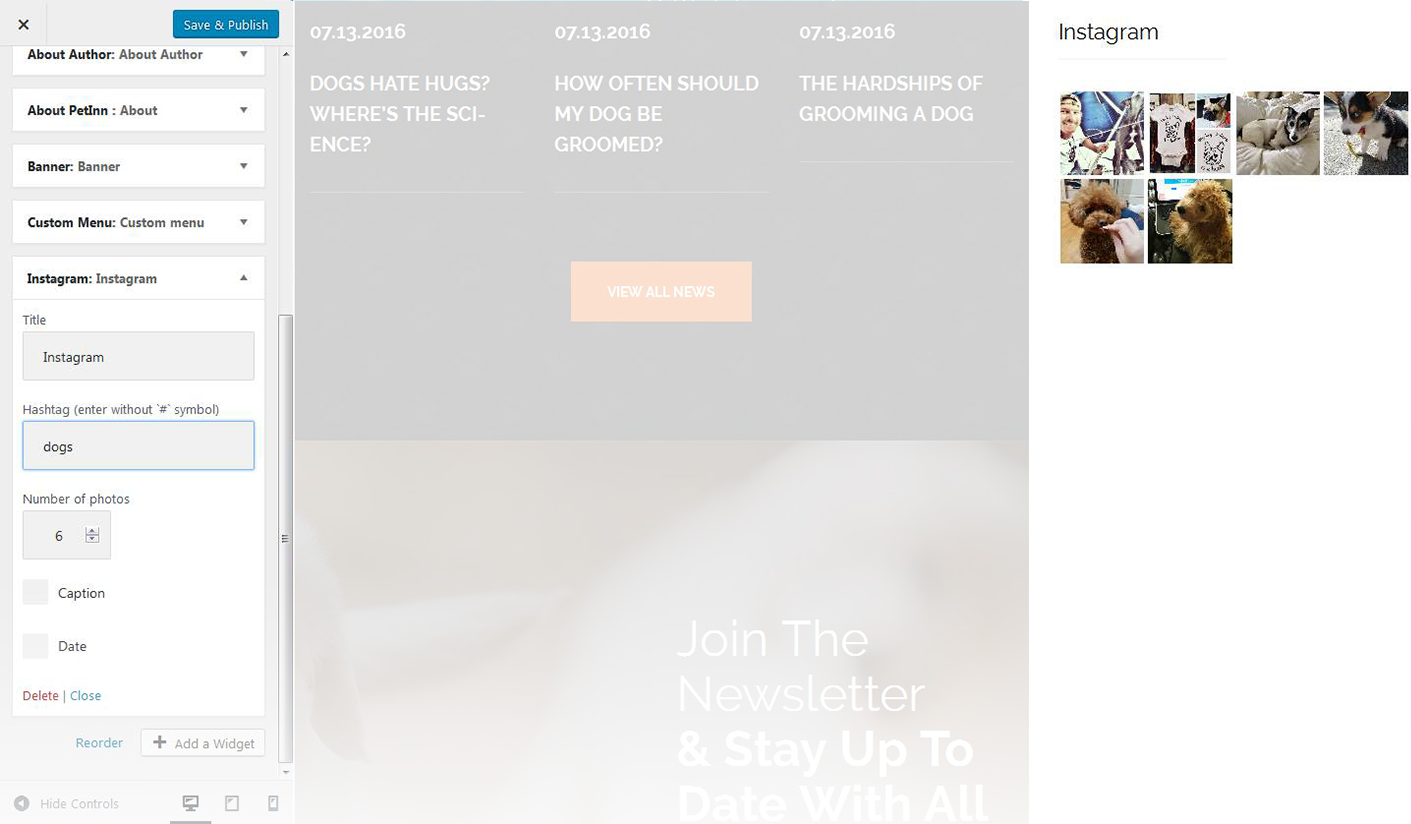 Save & Publish
About Author: About Author
About PetInn : About
Banner: Banner
Custom Menu: Custom menu
Instagram: Instagram
Title
Instagram
Hashtag (enter without `#` symbol)
dogs
Number of photos
6
Caption
Date
Delete | Close
Reorder
Add a Widget
Hide Controls
07.13.2016
DOGS HATE HUGS?
WHERE'S THE SCI-
ENCE?
07.13.2016
HOW OFTEN SHOULD
MY DOG BE
GROOMED?
07.13.2016
THE HARDSHIPS OF
GROOMING A DOG
VIEW ALL NEWS
Join The
Newsletter
& Stay Up To
Date With All
Instagram